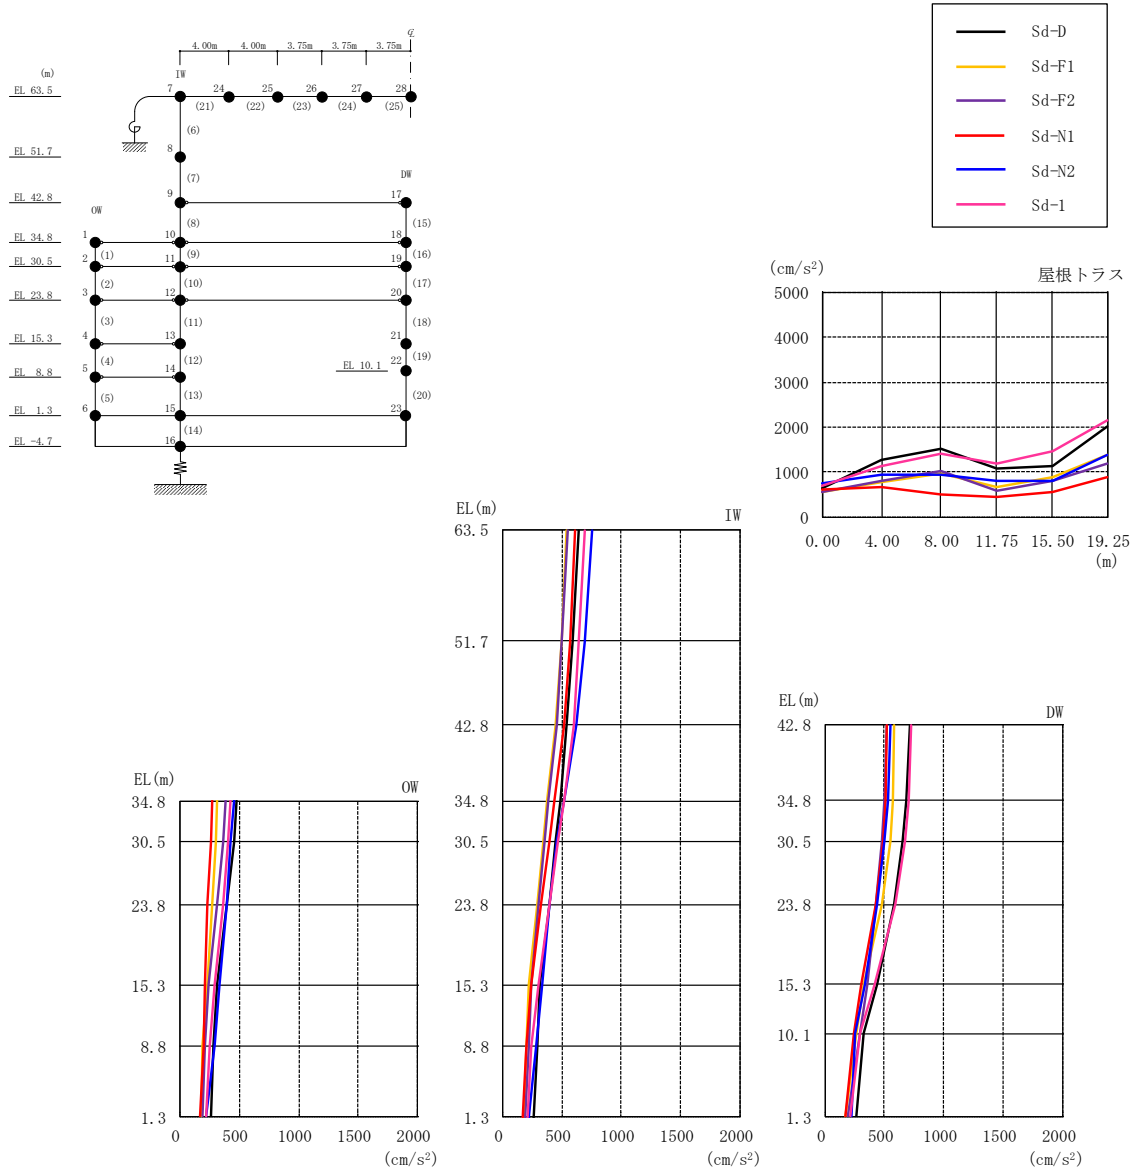 4.00m 4.00m 3.75m 3.75m 3.75m
(m)
IW
7 24 25 26 27 28
EL 63.5
(21) (22) (23) (24) (25)
(6)
8
EL 51.7
(7)
DW
9 17
EL 42.8
OW
(8) (15)
1 10 18
EL 34.8
(1) (9) (16)
2 11 19
EL 30.5
(2) (10) (17)
3 12 20
EL 23.8
(3) (11) (18)
4 13 21
EL 15.3
(4) (12) (19)
EL 10.1 22
5 14
EL 8.8
(5) (13) (20)
6 15 23
EL 1.3
(14)
16
EL -4.7
Sd-D
Sd-F1
Sd-F2
Sd-N1
Sd-N2
Sd-1
(cm/s²)
屋根トラス
5000
4000
3000
2000
1000
0
0.00 4.00 8.00 11.75 15.50 19.25
(m)
EL(m)
IW
63.5
51.7
42.8
34.8
30.5
23.8
15.3
8.8
1.3
0 500 1000 1500 2000
(cm/s²)
EL(m)
OW
34.8
30.5
23.8
15.3
8.8
1.3
0 500 1000 1500 2000
(cm/s²)
EL(m)
DW
42.8
34.8
30.5
23.8
15.3
10.1
1.3
0 500 1000 1500 2000
(cm/s²)